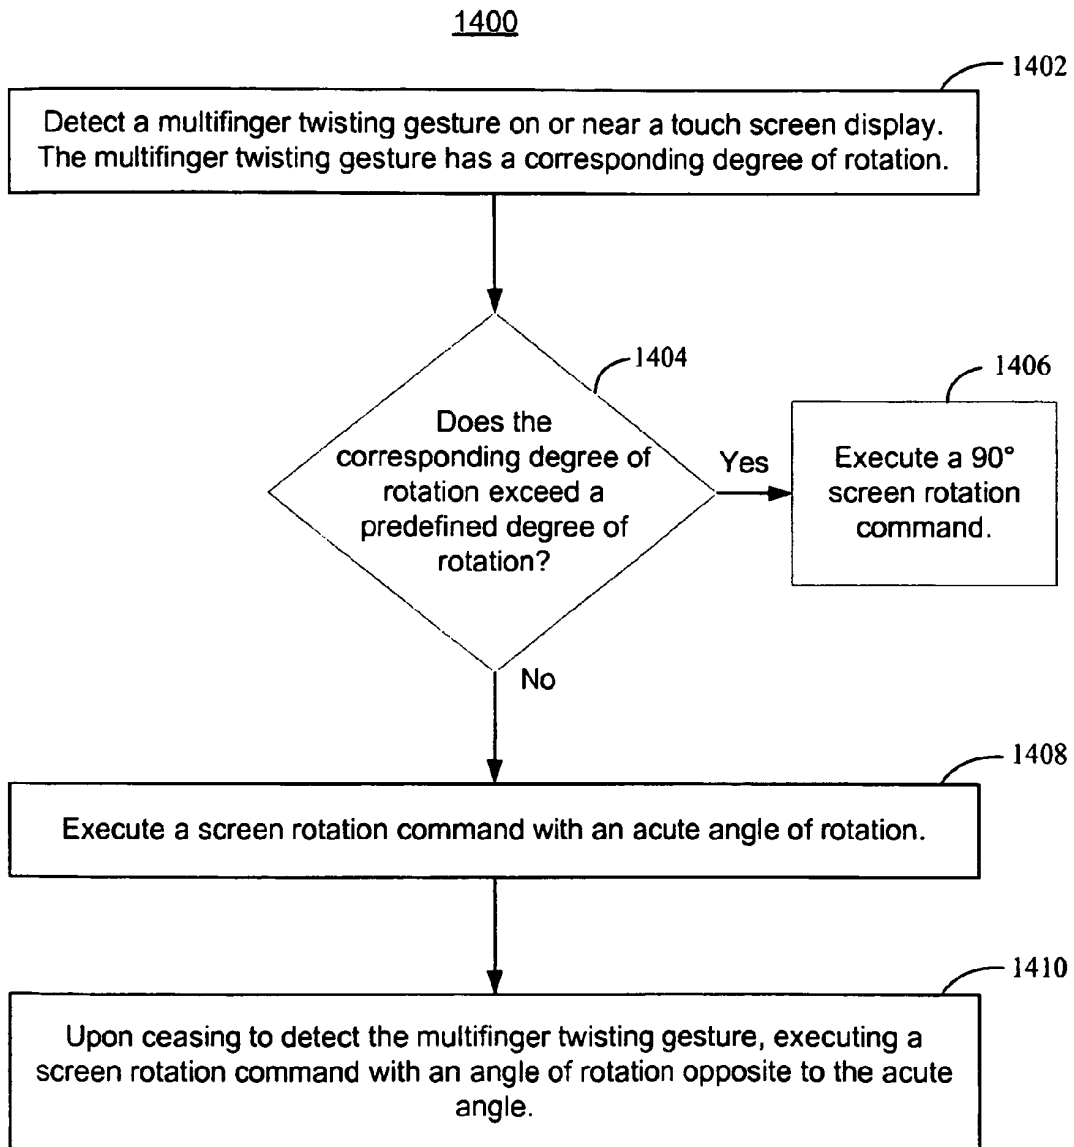 1400
1402
Detect a multifinger twisting gesture on or near a touch screen display.
The multifinger twisting gesture has a corresponding degree of rotation.
1404
Does the
corresponding degree of
rotation exceed a
predefined degree of
rotation?
Yes
1406
Execute a 90°
screen rotation
command.
No
1408
Execute a screen rotation command with an acute angle of rotation.
1410
Upon ceasing to detect the multifinger twisting gesture, executing a
screen rotation command with an angle of rotation opposite to the acute
angle.